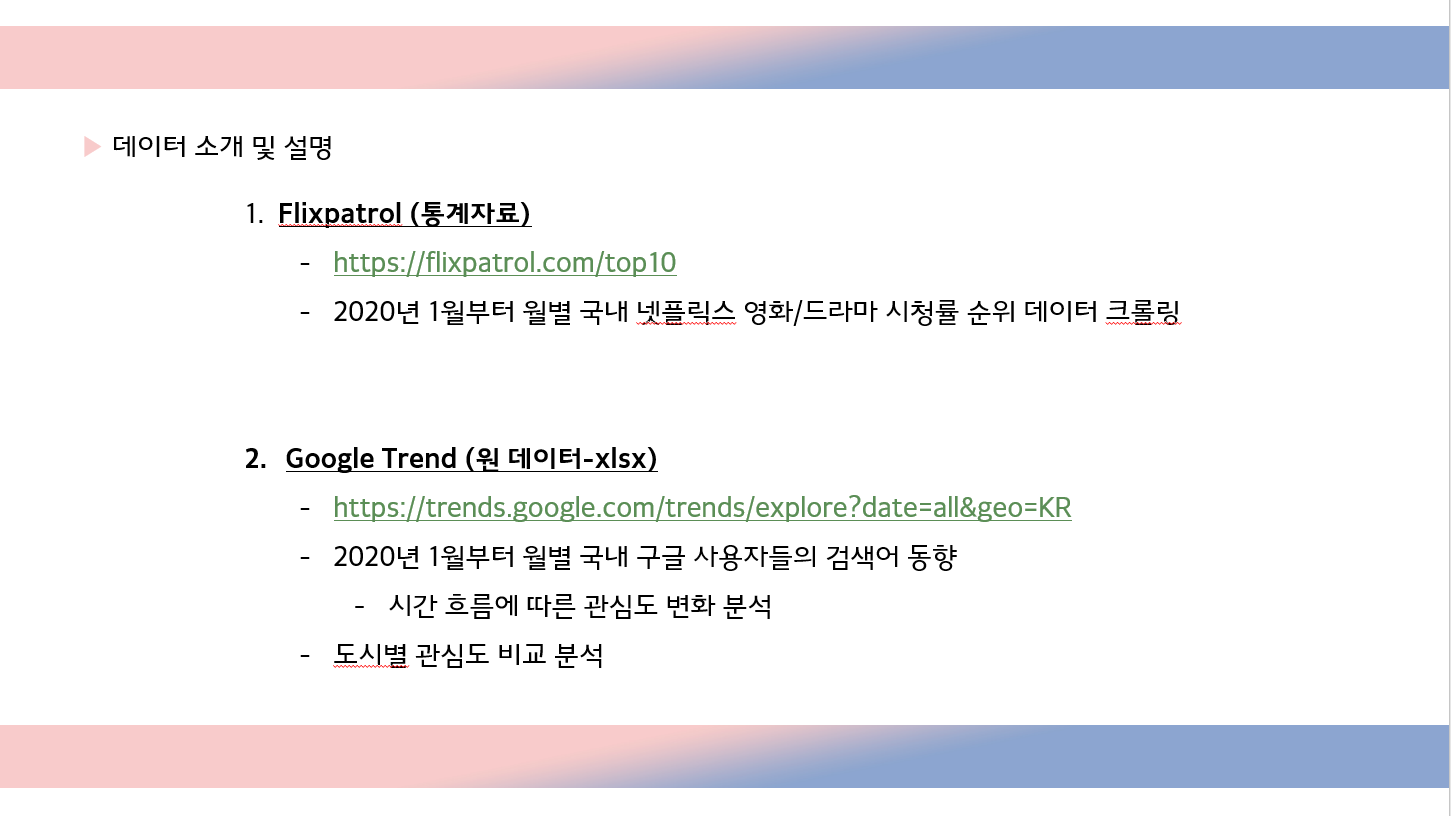 ▶ 데이터 소개 및 설명
1. Flixpatrol (통계자료)
- https://flixpatrol.com/top10
- 2020년 1월부터 월별 국내 넷플릭스 영화/드라마 시청률 순위 데이터 크롤링
2. Google Trend (원 데이터-xlsx)
- https://trends.google.com/trends/explore?date=all&geo=KR
- 2020년 1월부터 월별 국내 구글 사용자들의 검색어 동향
- 시간 흐름에 따른 관심도 변화 분석
- 도시별 관심도 비교 분석